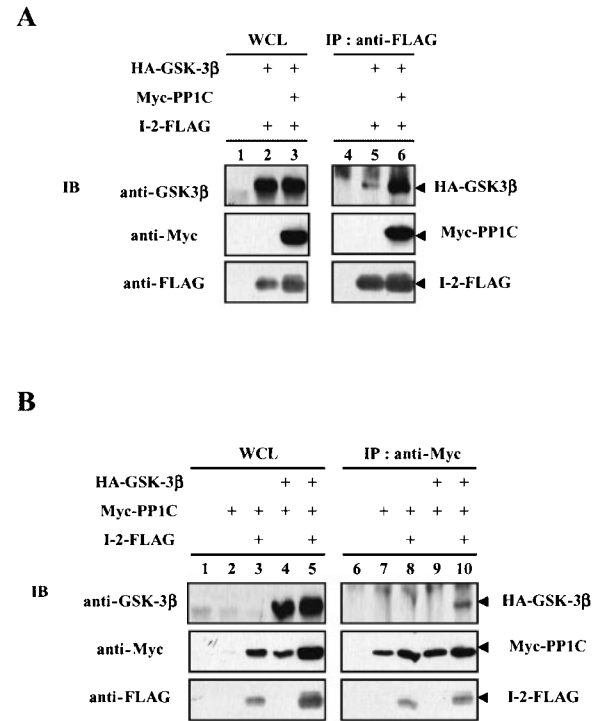 A
WCL IP : anti-FLAG
HA-GSK-3β + + + +
Myc-PP1C + +
I-2-FLAG + + + +
1 2 3 4 5 6
IB
anti-GSK3β HA-GSK3β
anti-Myc Myc-PP1C
anti-FLAG I-2-FLAG
B
WCL IP : anti-Myc
HA-GSK-3β + + + +
Myc-PP1C + + + + + + + +
I-2-FLAG + + + +
1 2 3 4 5 6 7 8 9 10
IB
anti-GSK-3β HA-GSK-3β
anti-Myc Myc-PP1C
anti-FLAG I-2-FLAG